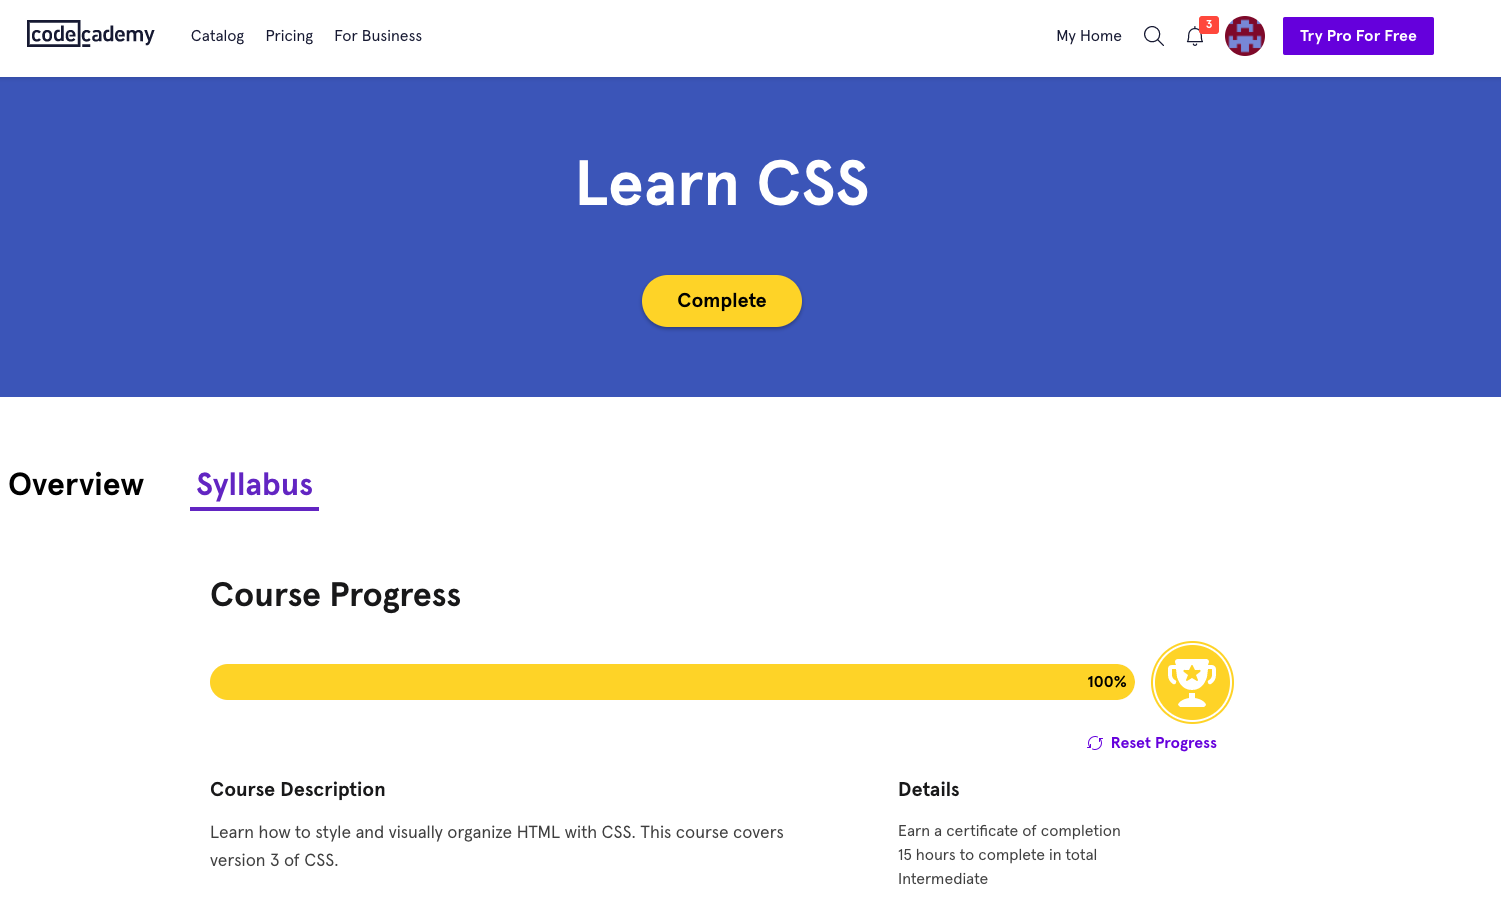 codecademy Catalog Pricing For Business My Home 3 Try Pro For Free
Learn CSS
Complete
Overview Syllabus
Course Progress
100%
Reset Progress
Course Description
Learn how to style and visually organize HTML with CSS. This course covers
version 3 of CSS.
Details
Earn a certificate of completion
15 hours to complete in total
Intermediate